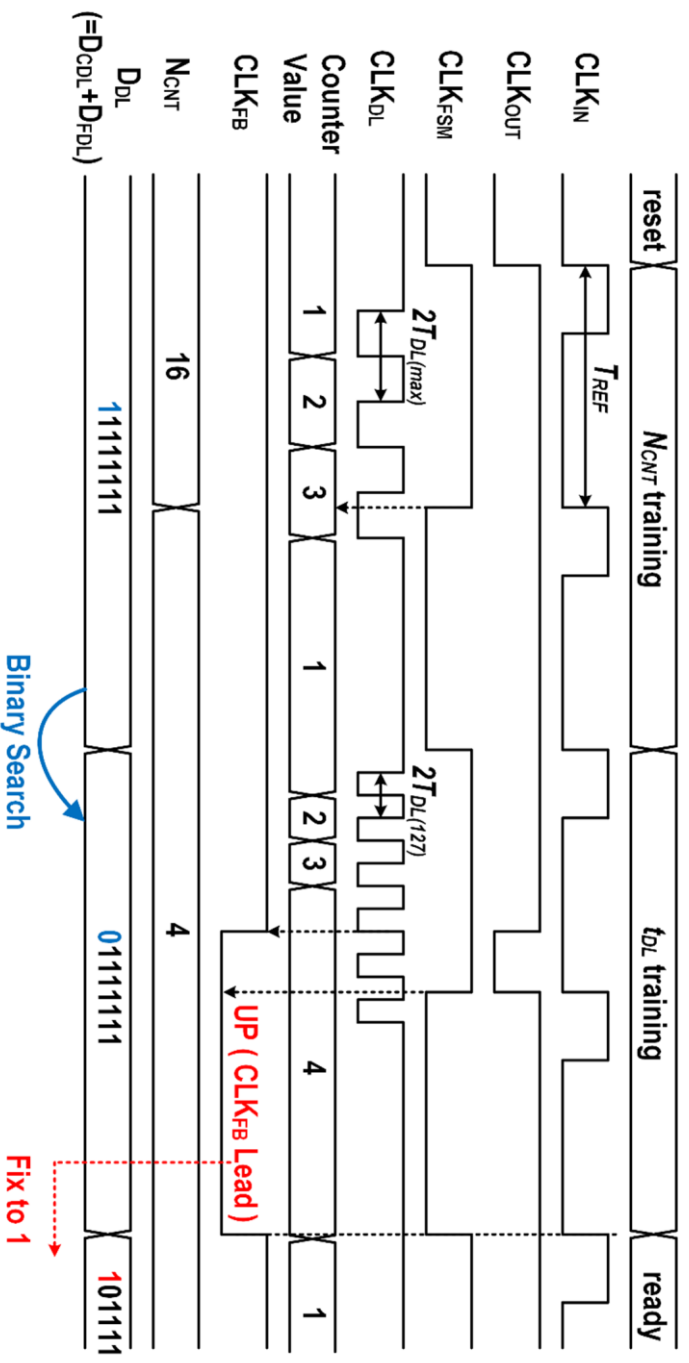 reset NCNT training tDL training ready
CLKIN
TREF
CLKOUT
CLKFSM
CLKDL
2TDL(max)
2TDL(127)
Counter
Value
1 2 3 1 2 3 4 1
CLKFB
UP ( CLKFB Lead )
NCNT
16 4
DDL
(=DCDL+DFDL)
11111111 01111111 101111
Binary Search
Fix to 1